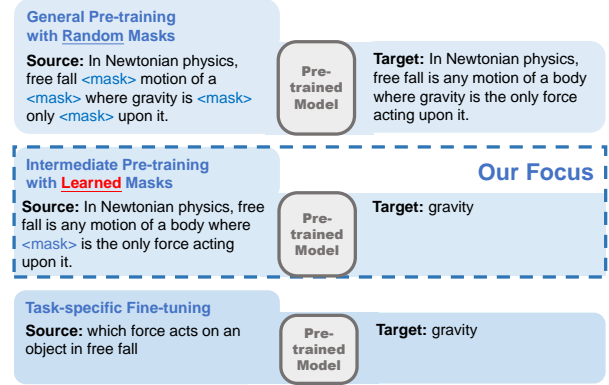 General Pre-training
with Random Masks
Source: In Newtonian physics,
free fall <mask> motion of a
<mask> where gravity is <mask>
only <mask> upon it.
Pre-
trained
Model
Target: In Newtonian physics,
free fall is any motion of a body
where gravity is the only force
acting upon it.
Intermediate Pre-training
with Learned Masks
Our Focus
Source: In Newtonian physics, free
fall is any motion of a body where
<mask> is the only force acting
upon it.
Pre-
trained
Model
Target: gravity
Task-specific Fine-tuning
Source: which force acts on an
object in free fall
Pre-
trained
Model
Target: gravity